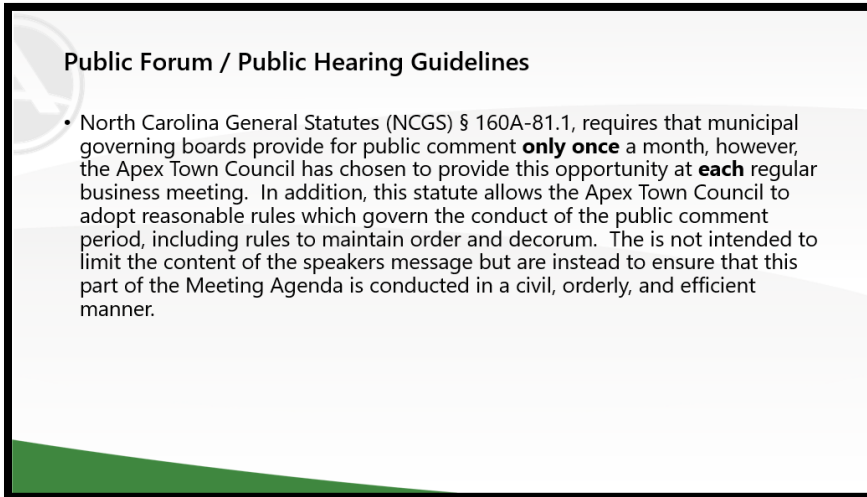 Public Forum / Public Hearing Guidelines
• North Carolina General Statutes (NCGS) § 160A-81.1, requires that municipal
governing boards provide for public comment only once a month, however,
the Apex Town Council has chosen to provide this opportunity at each regular
business meeting.  In addition, this statute allows the Apex Town Council to
adopt reasonable rules which govern the conduct of the public comment
period, including rules to maintain order and decorum.  The is not intended to
limit the content of the speakers message but are instead to ensure that this
part of the Meeting Agenda is conducted in a civil, orderly, and efficient
manner.